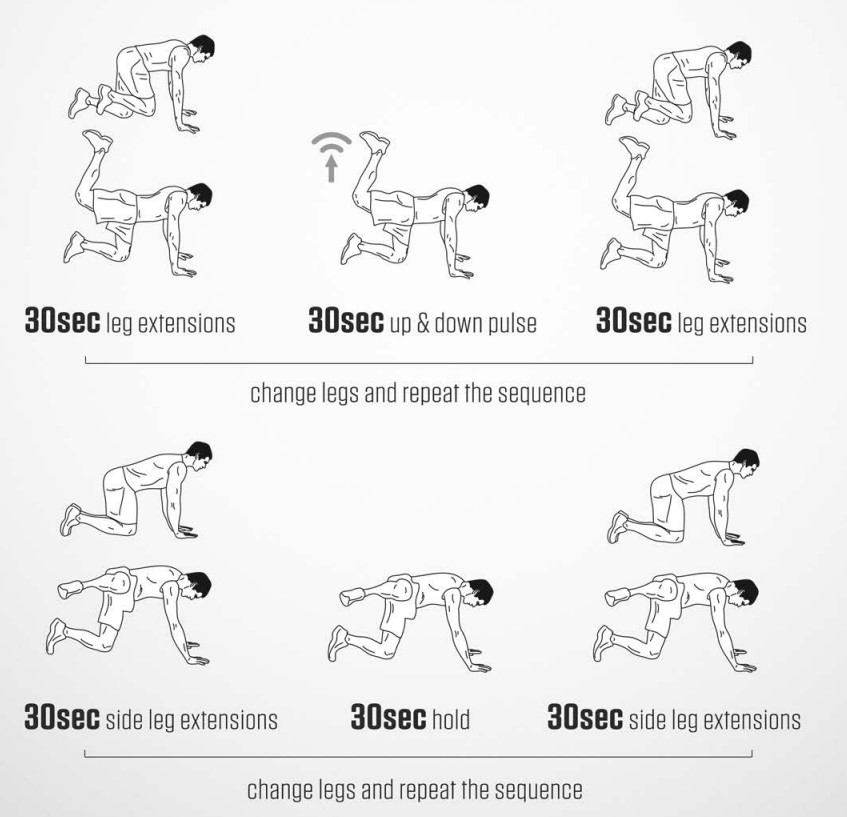 30sec leg extensions
30sec up & down pulse
30sec leg extensions
change legs and repeat the sequence
30sec side leg extensions
30sec hold
30sec side leg extensions
change legs and repeat the sequence